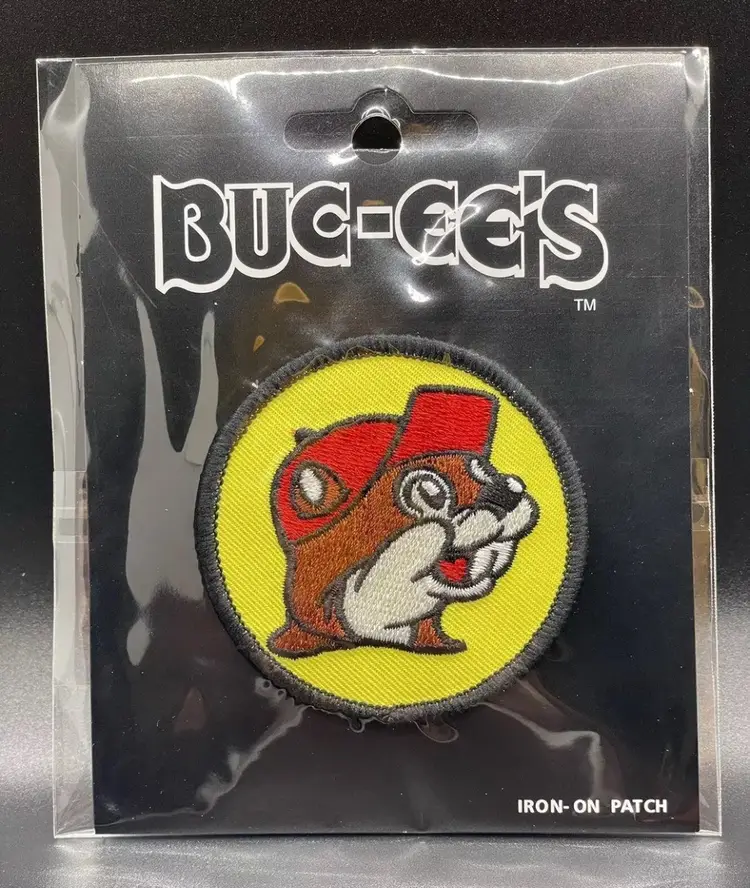 BUC-EE'S
TM
IRON-ON PATCH